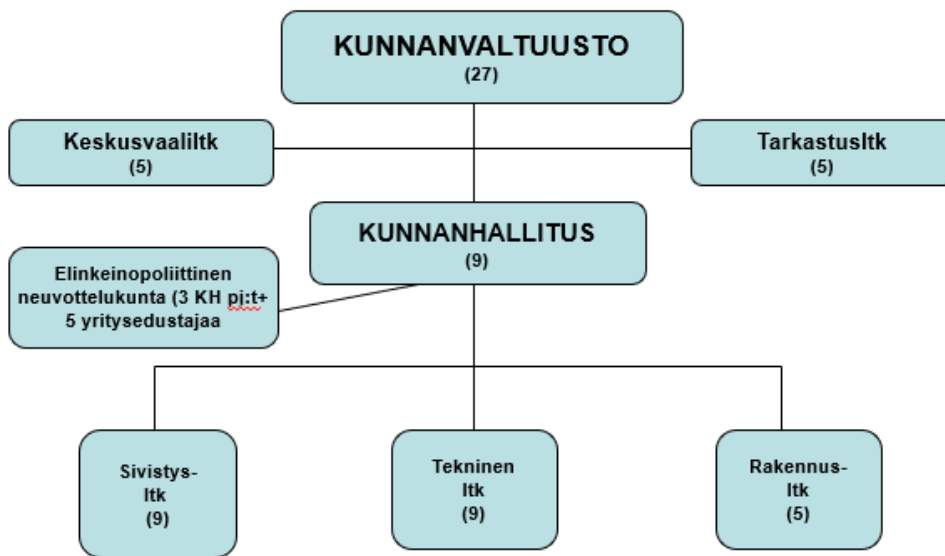 KUNNANVALTUUSTO
(27)
Keskusvaaliltk
(5)
Tarkastusltk
(5)
KUNNANHALLITUS
(9)
Elinkeinopoliittinen
neuvottelukunta (3 KH pj:t+
5 yritysedustajaa
Sivistys-
ltk
(9)
Tekninen
ltk
(9)
Rakennus-
ltk
(5)